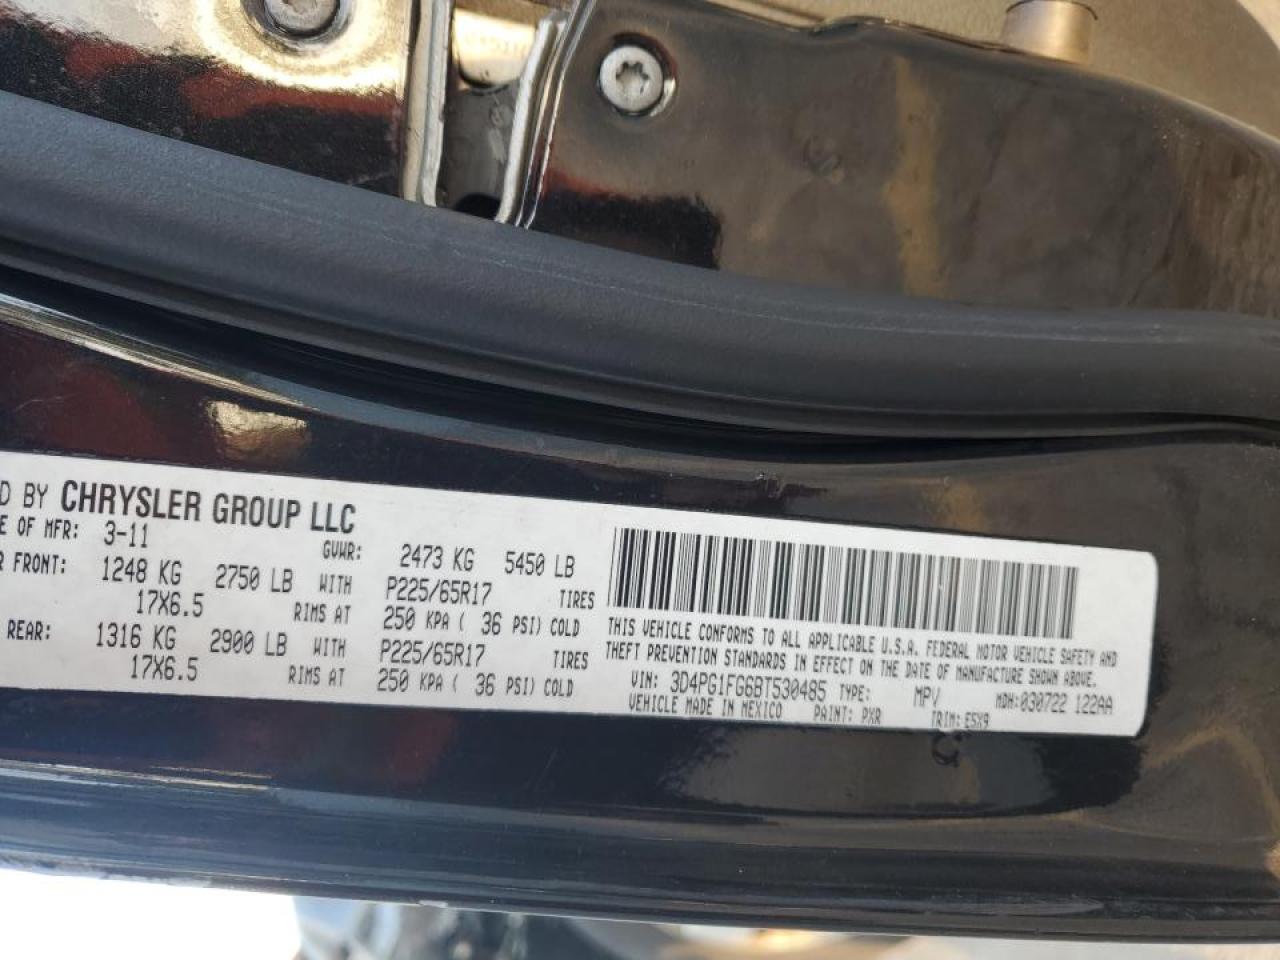 D BY CHRYSLER GROUP LLC
E OF MFR: 3-11 GVWR: 2473 KG 5450 LB
R FRONT: 1248 KG 2750 LB WITH P225/65R17 TIRES
17X6.5 RIMS AT 250 KPA ( 36 PSI) COLD
REAR: 1316 KG 2900 LB WITH P225/65R17 TIRES
17X6.5 RIMS AT 250 KPA ( 36 PSI) COLD
THIS VEHICLE CONFORMS TO ALL APPLICABLE U.S.A. FEDERAL MOTOR VEHICLE SAFETY AND
THEFT PREVENTION STANDARDS IN EFFECT ON THE DATE OF MANUFACTURE SHOWN ABOVE.
VIN: 3D4PG1FG6BT530485 TYPE: MPV MDH:030722 122AA
VEHICLE MADE IN MEXICO PAINT: PXR TRIM: E5X9